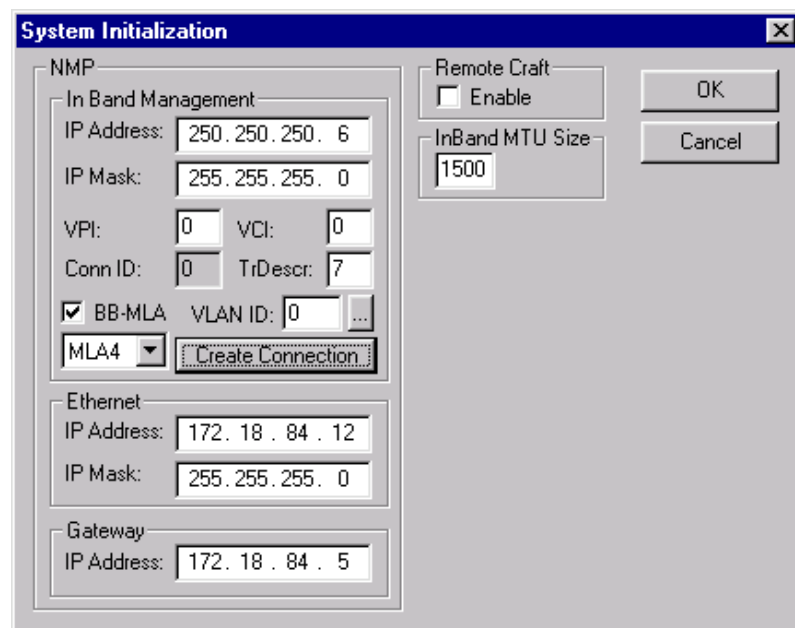 System Initialization
NMP
In Band Management
IP Address: 250.250.250. 6
IP Mask: 255.255.255. 0
VPI: 0 VCI: 0
Conn ID: 0 TrDescr: 7
BB-MLA VLAN ID: 0 ...
MLA4 Create Connection
Ethernet
IP Address: 172. 18 . 84 . 12
IP Mask: 255.255.255. 0
Gateway
IP Address: 172. 18 . 84 . 5
Remote Craft
Enable
InBand MTU Size
1500
OK
Cancel